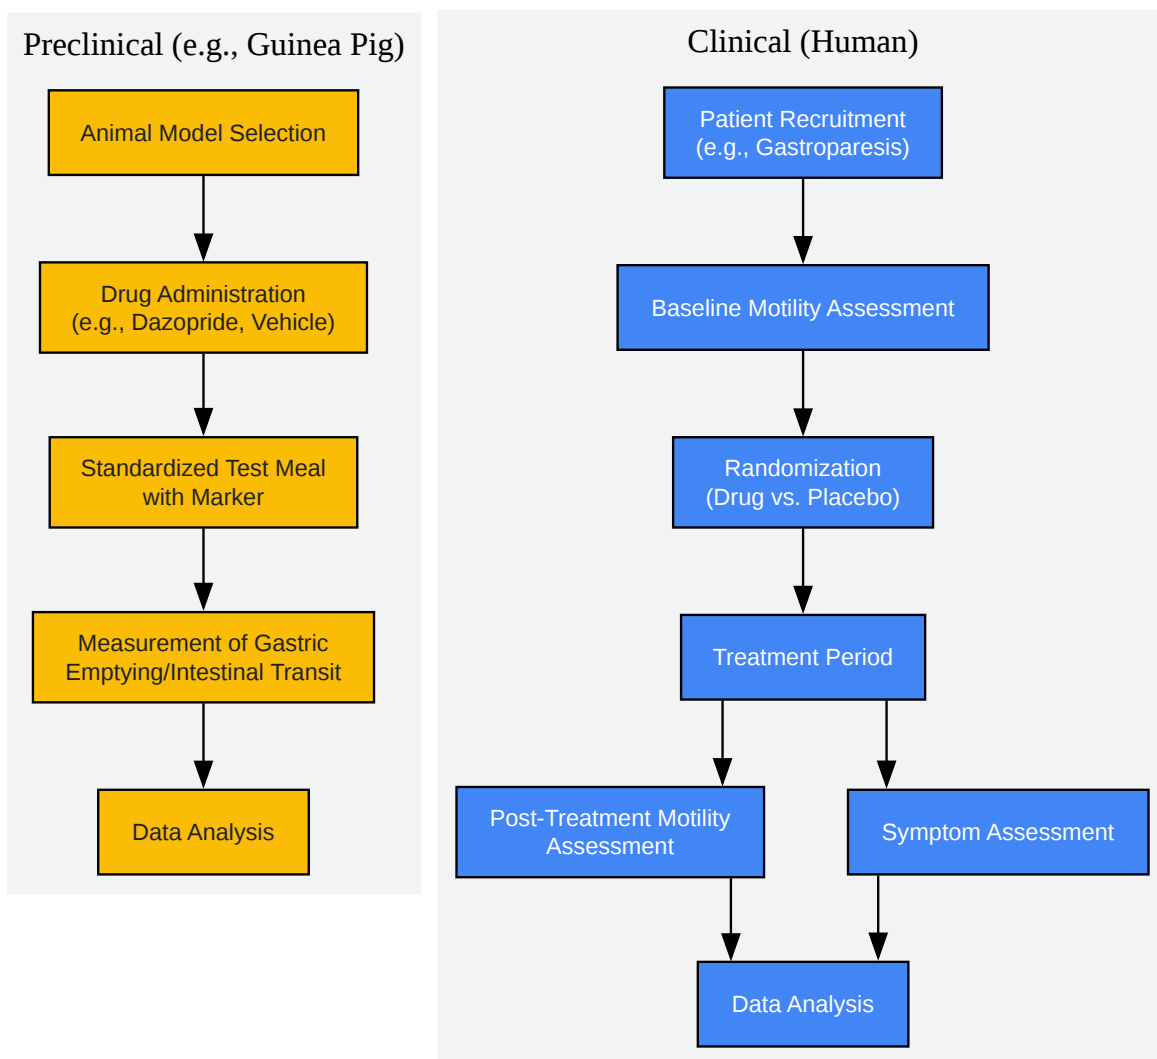 Preclinical (e.g., Guinea Pig)
Animal Model Selection
Drug Administration
(e.g., Dazopride, Vehicle)
Standardized Test Meal
with Marker
Measurement of Gastric
Emptying/Intestinal Transit
Data Analysis
Clinical (Human)
Patient Recruitment
(e.g., Gastroparesis)
Baseline Motility Assessment
Randomization
(Drug vs. Placebo)
Treatment Period
Post-Treatment Motility
Assessment
Symptom Assessment
Data Analysis